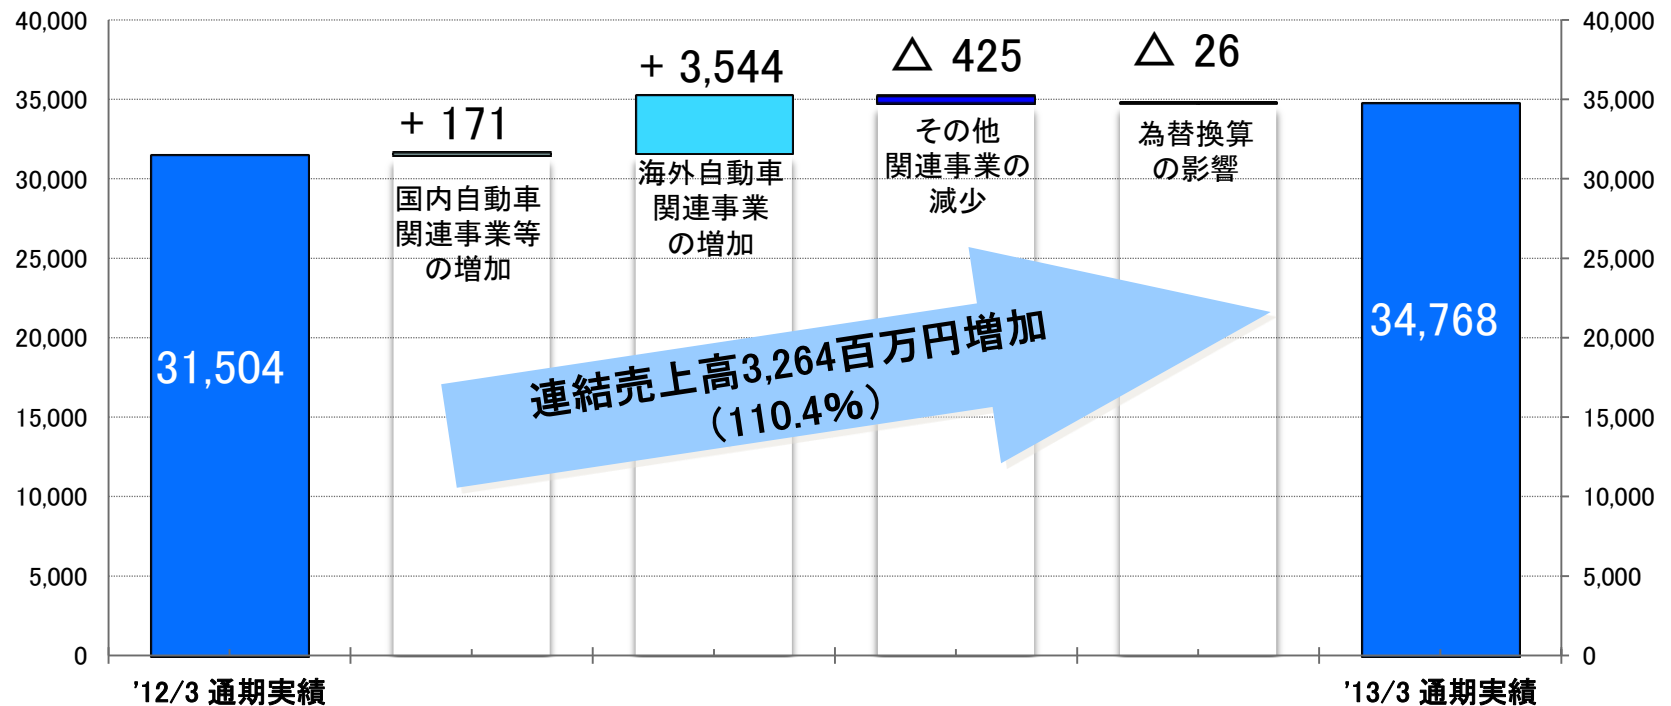 40,000
35,000
30,000
25,000
20,000
15,000
10,000
5,000
0
31,504
+ 171
国内自動車
関連事業等
の増加
+ 3,544
海外自動車
関連事業
の増加
△ 425
その他
関連事業の
減少
△ 26
為替換算
の影響
連結売上高3,264百万円増加
（110.4％）
34,768
40,000
35,000
30,000
25,000
20,000
15,000
10,000
5,000
0
'12/3 通期実績
'13/3 通期実績